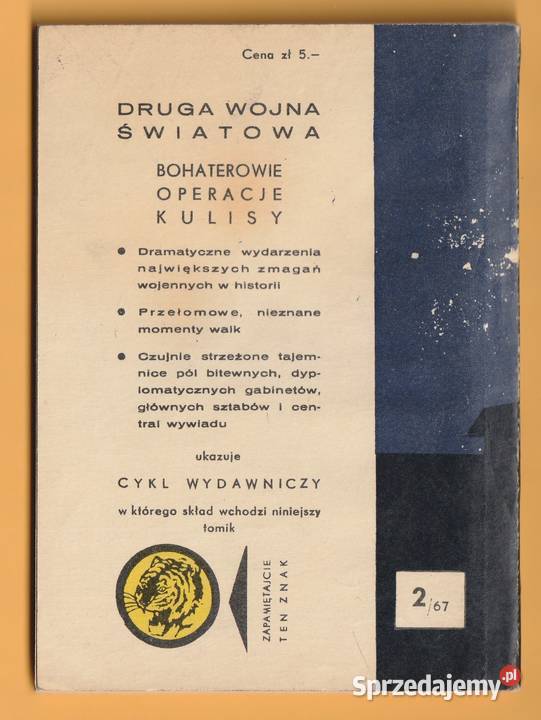 Cena zł 5.–
DRUGA WOJNA
ŚWIATOWA
BOHATEROWIE
OPERACJE
KULISY
● Dramatyczne wydarzenia
największych zmagań
wojennych w historii
● Przełomowe, nieznane
momenty walk
● Czujnie strzeżone tajem-
nice pól bitewnych, dyp-
lomatycznych gabinetów,
głównych sztabów i cen-
tral wywiadu
ukazuje
CYKL WYDAWNICZY
w którego skład wchodzi niniejszy
tomik
ZAPAMIĘTAJCIE
TEN ZNAK
2/67
Sprzedajemy.pl